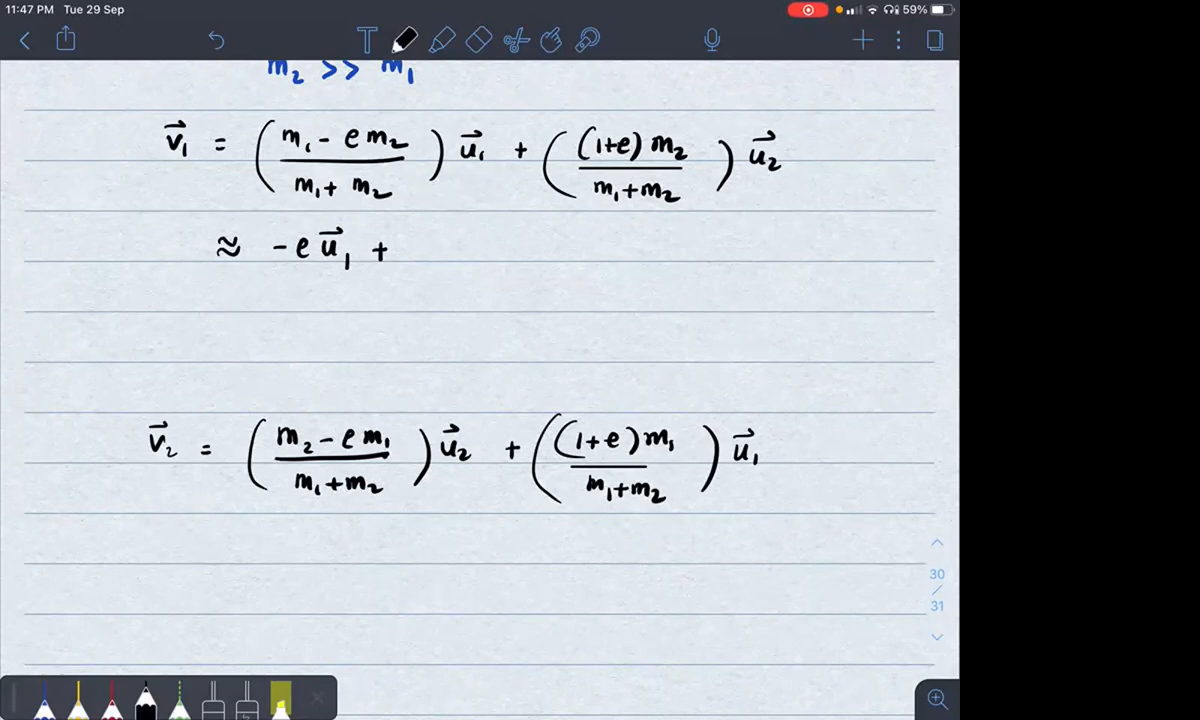 11:47 PM Tue 29 Sep 59%
T
m₂ >> m₁
v⃗₁ = ((m₁ - e m₂)/(m₁ + m₂)) u⃗₁ + (((1+e) m₂)/(m₁+m₂)) u⃗₂
≈ -e u⃗₁ +
v⃗₂ = ((m₂ - e m₁)/(m₁+m₂)) u⃗₂ + (((1+e) m₁)/(m₁+m₂)) u⃗₁
30
/
31